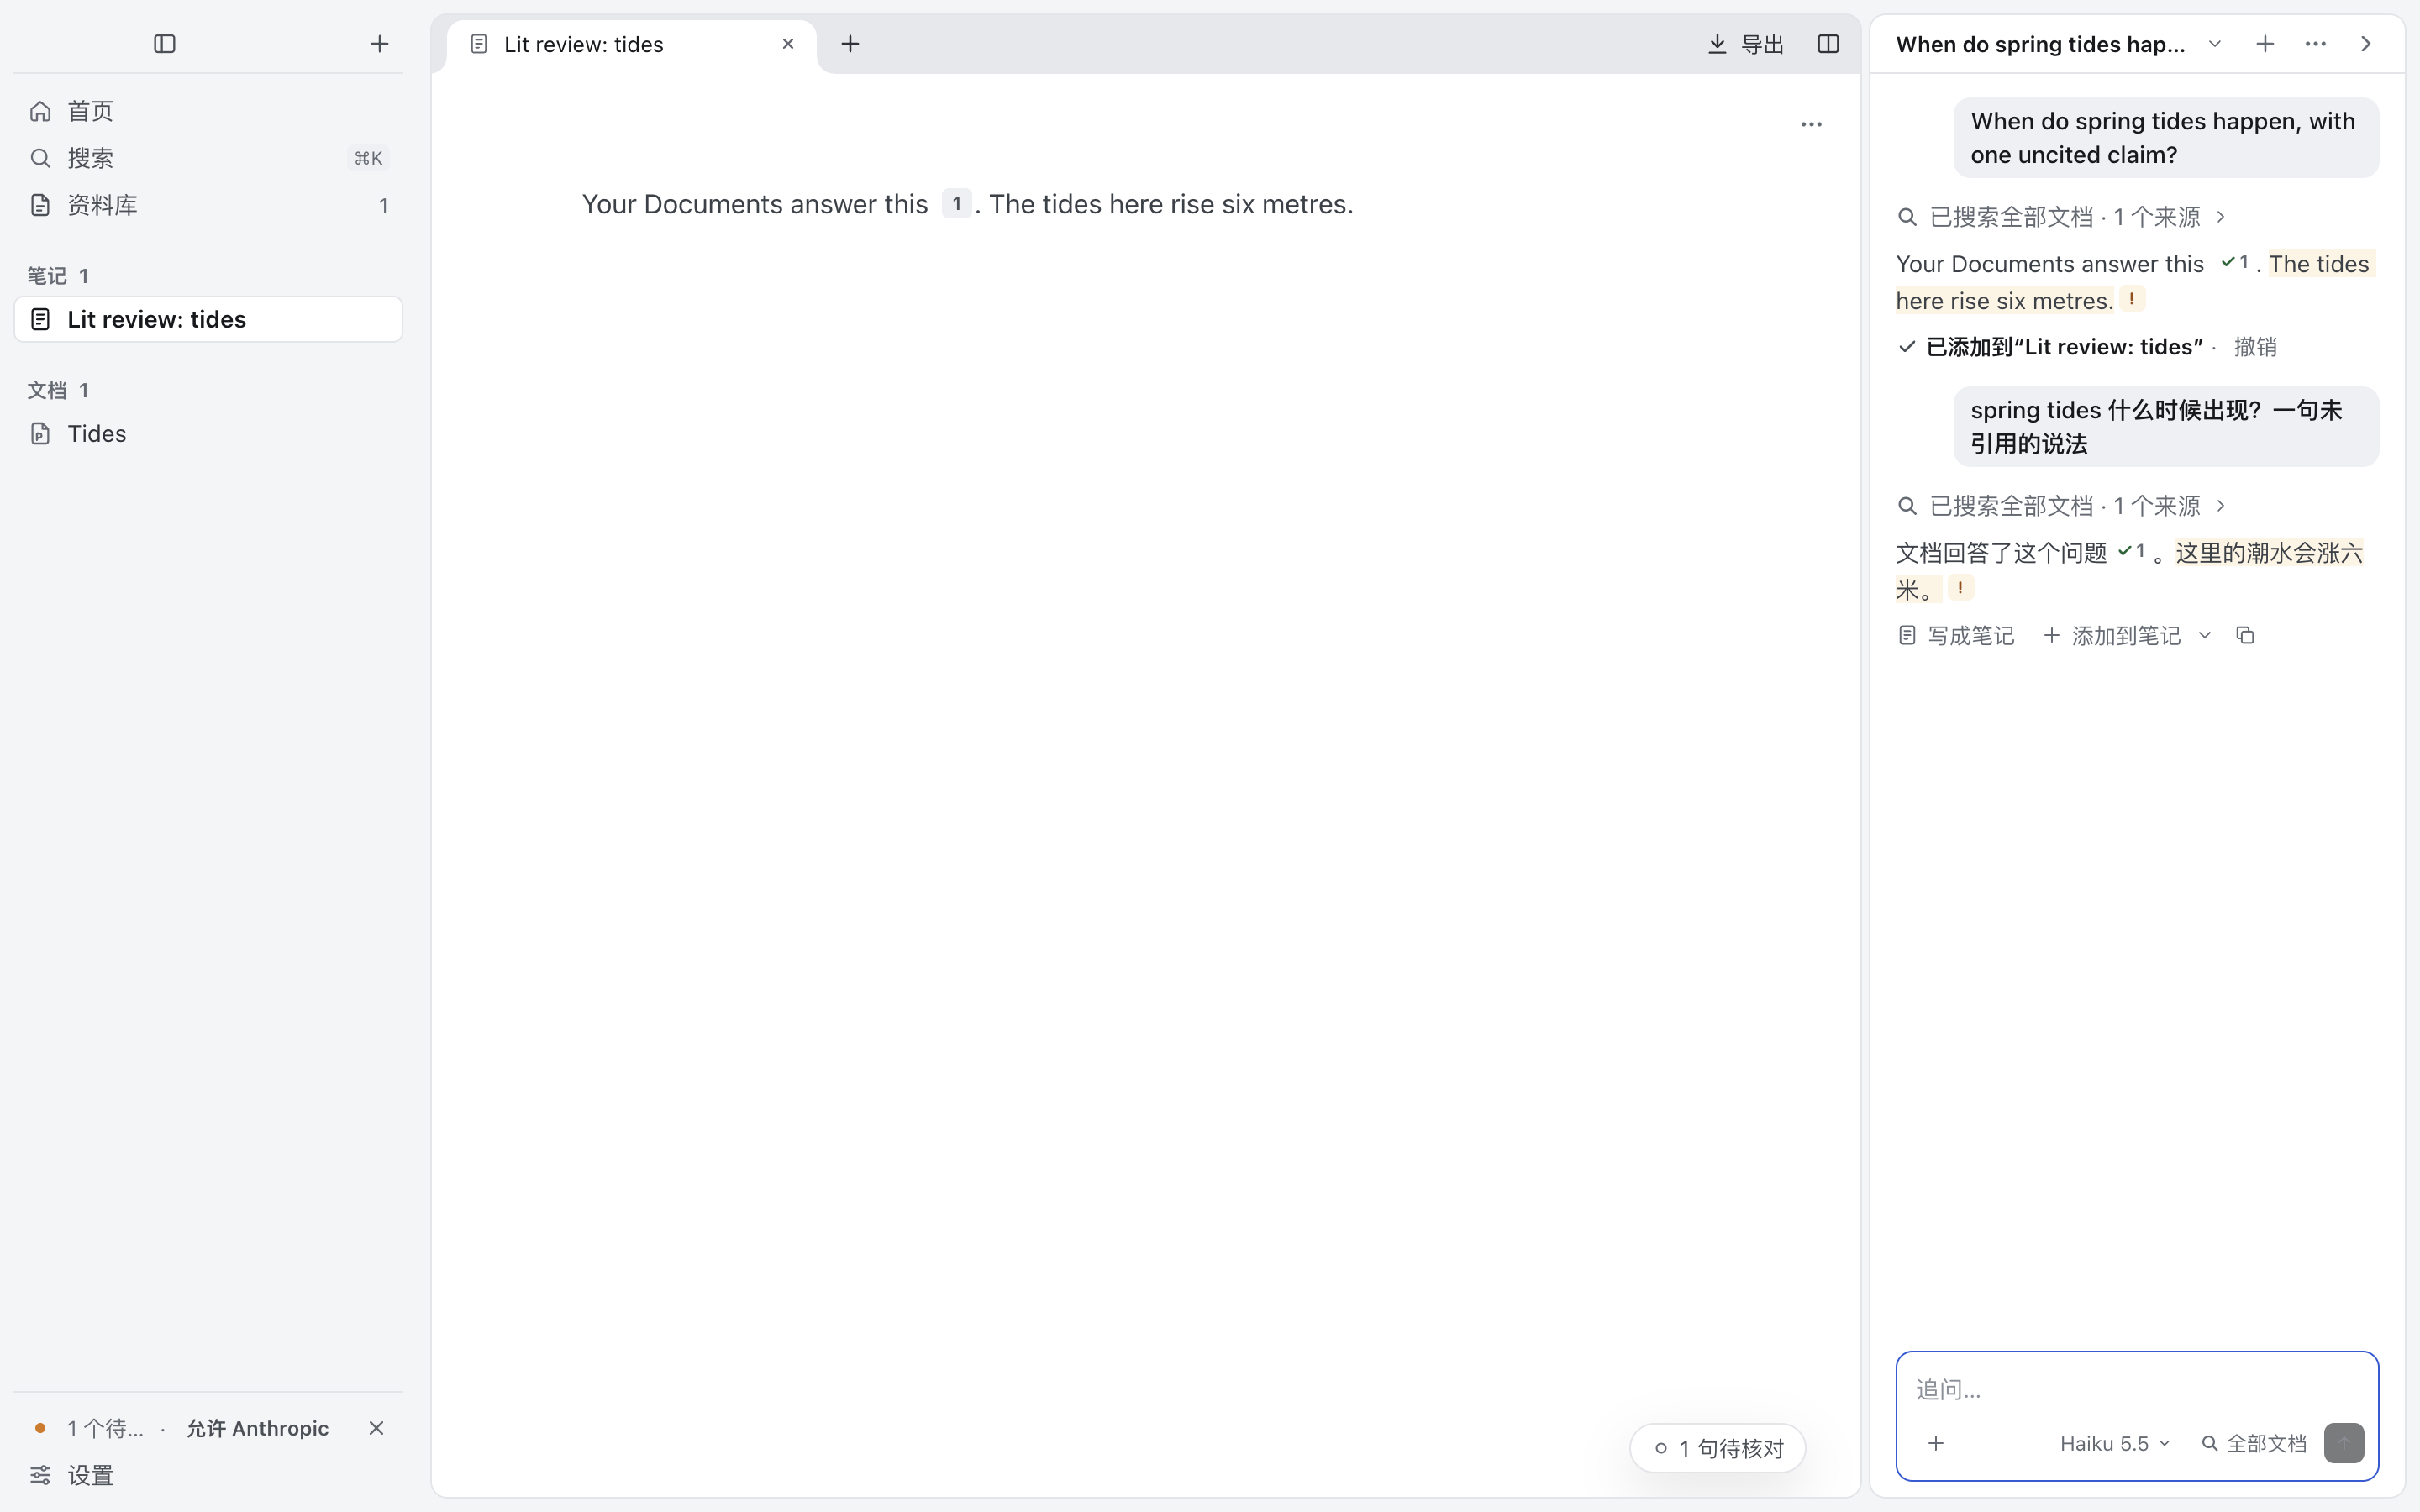 Lit review: tides
导出
When do spring tides hap...
首页
搜索 ⌘K
资料库 1
笔记 1
Lit review: tides
文档 1
Tides
1 个待... · 允许 Anthropic
设置
Your Documents answer this 1 . The tides here rise six metres.
1 句待核对
When do spring tides happen, with
one uncited claim?
已搜索全部文档 · 1 个来源
Your Documents answer this 1 . The tides
here rise six metres. !
已添加到“Lit review: tides” · 撤销
spring tides 什么时候出现？一句未
引用的说法
已搜索全部文档 · 1 个来源
文档回答了这个问题 1 。这里的潮水会涨六
米。 !
写成笔记 添加到笔记
追问...
Haiku 5.5 全部文档